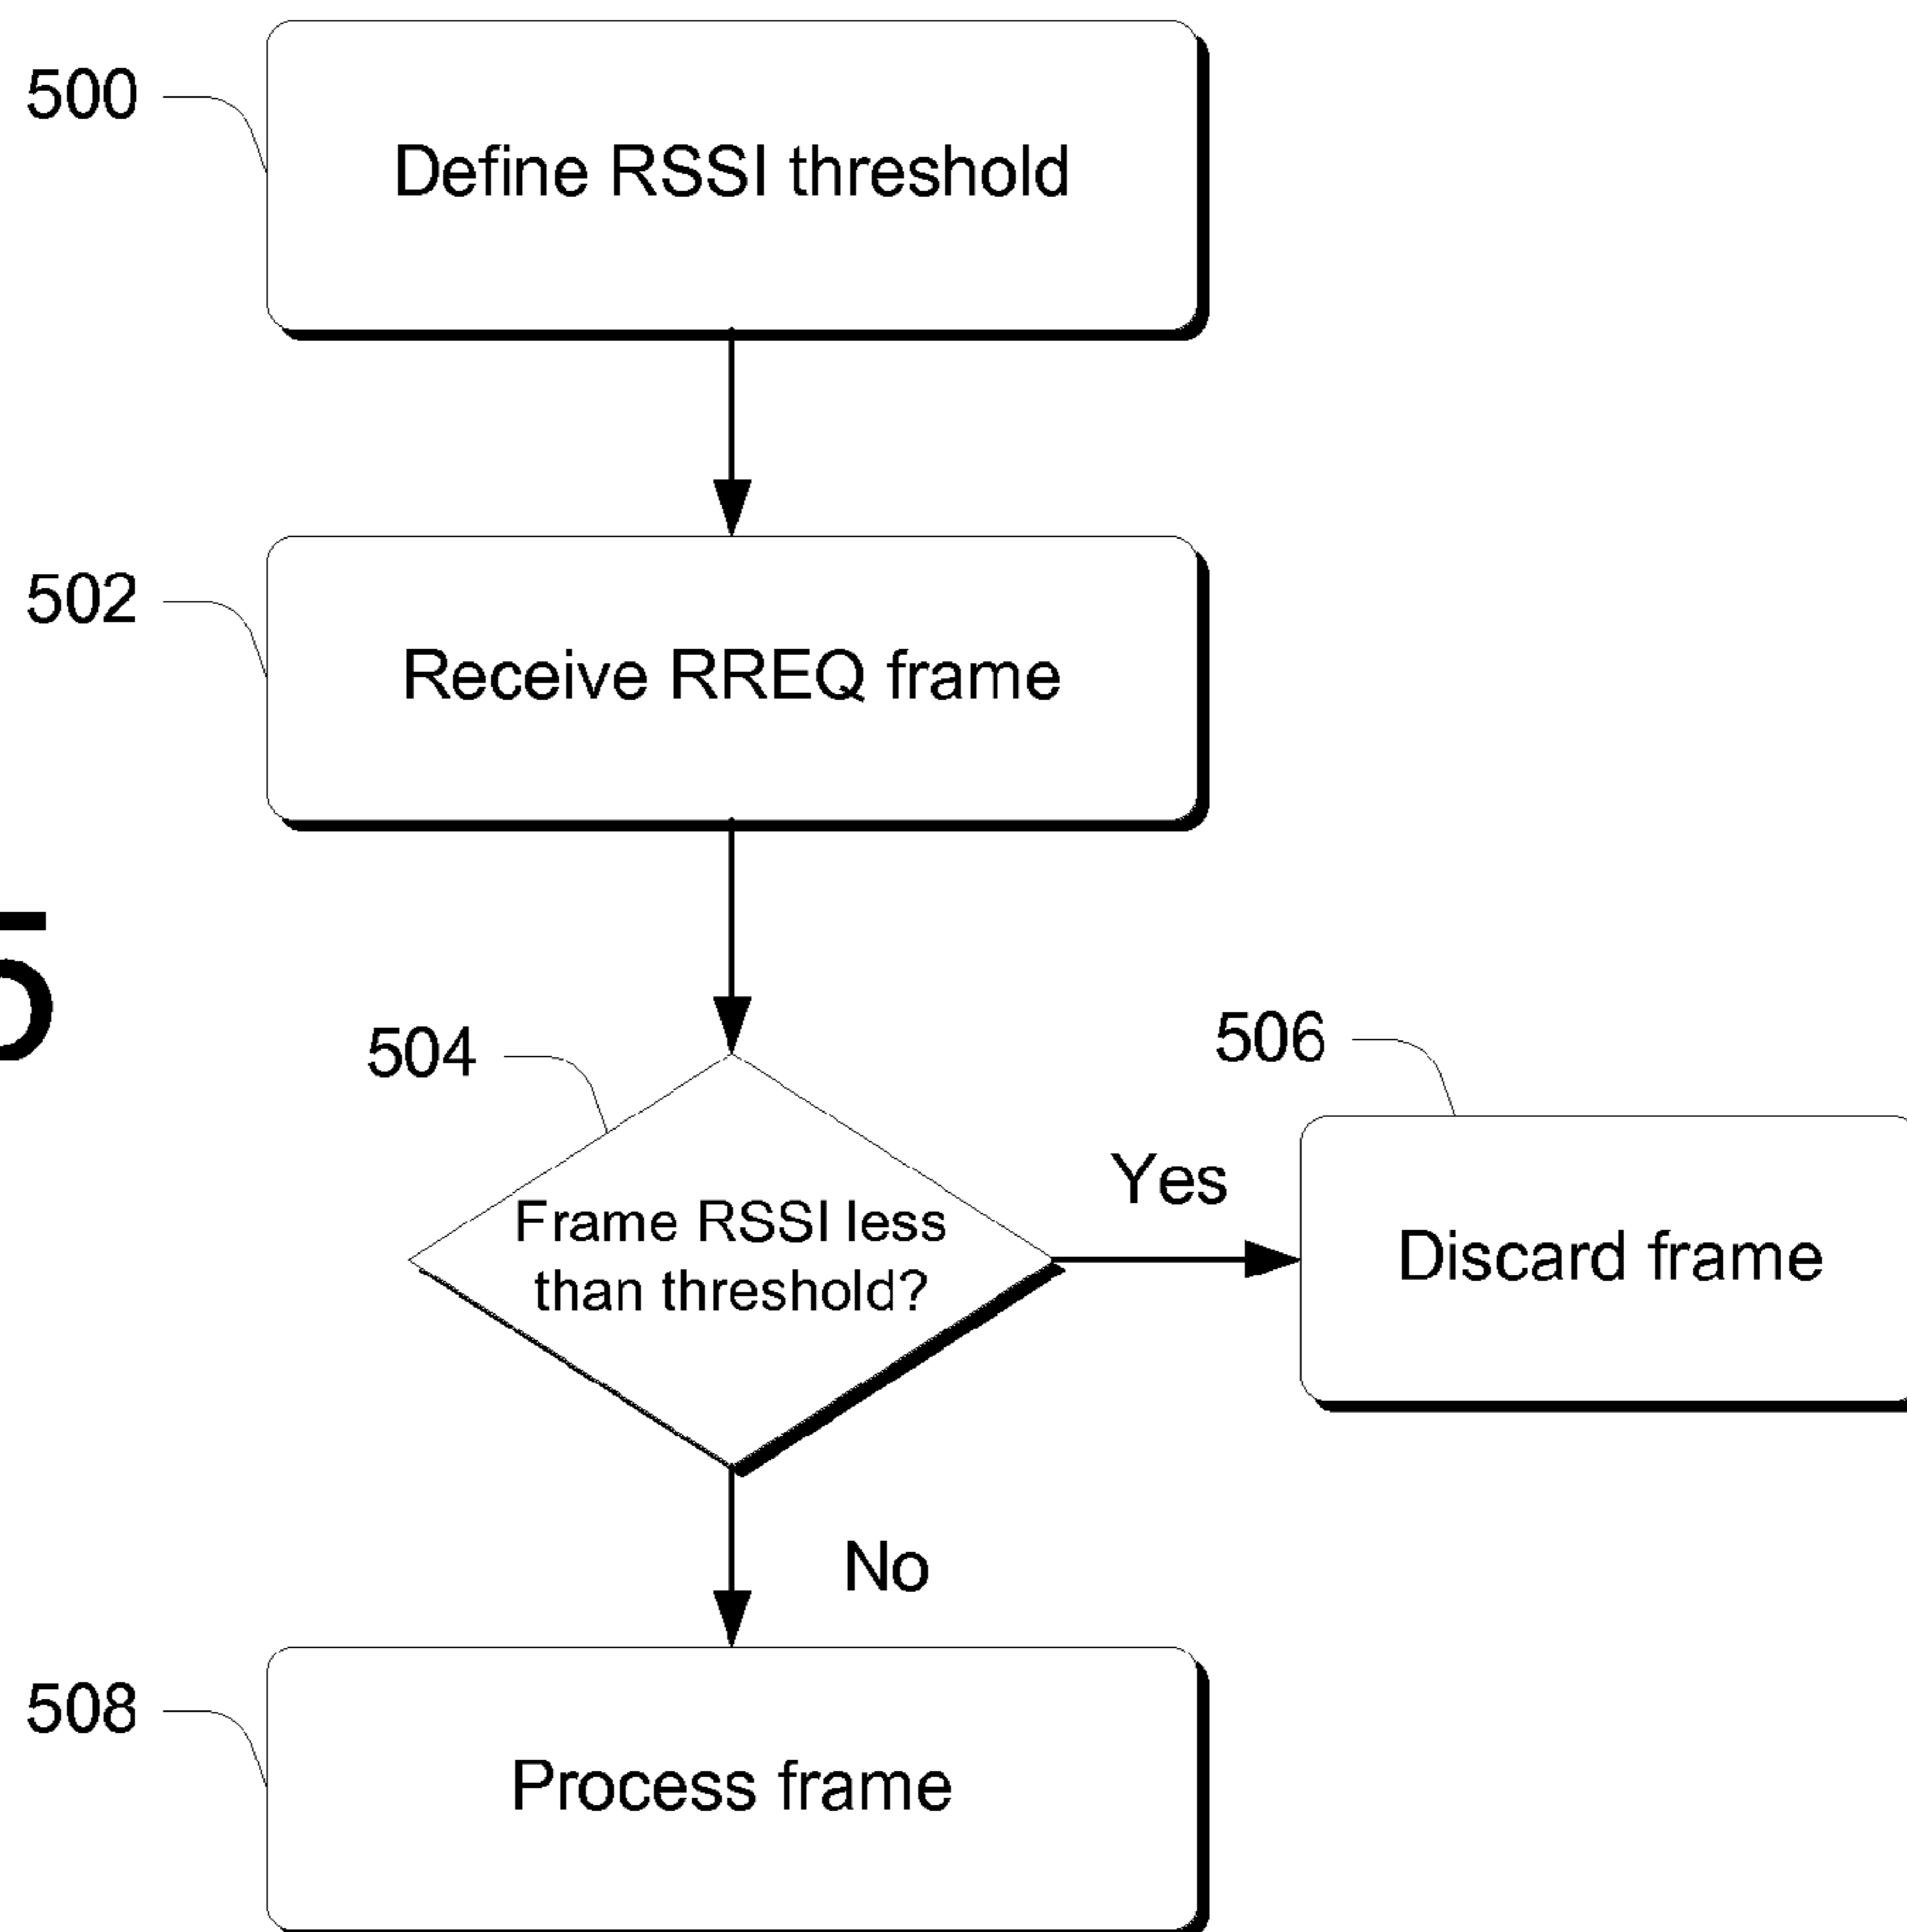 500
Define RSSI threshold
502
Receive RREQ frame
5
504
506
Frame RSSI less
than threshold?
Yes
Discard frame
No
508
Process frame